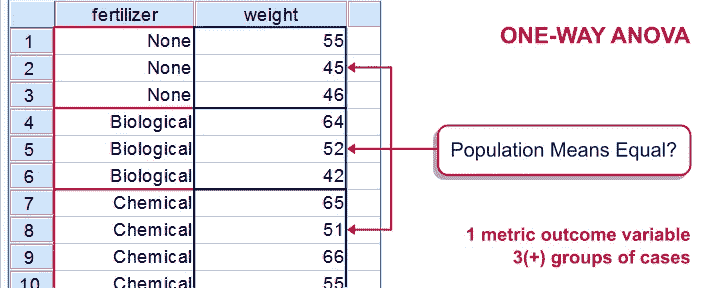 fertilizer weight
ONE-WAY ANOVA
1 None 55
2 None 45
3 None 46
4 Biological 64
5 Biological 52
Population Means Equal?
6 Biological 42
7 Chemical 65
8 Chemical 51
1 metric outcome variable
9 Chemical 66
3(+) groups of cases
10 Chemical 55